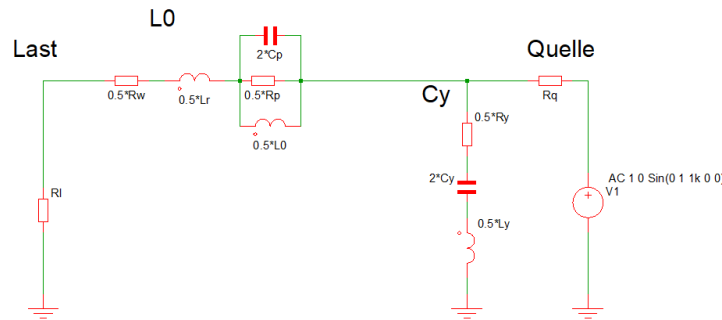 L0
Last
Quelle
2*Cp
0.5*Rw
0.5*Lr
0.5*Rp
Cy
Rq
0.5*Ry
0.5*L0
2*Cy
AC 1 0 Sin(0 1 1k 0 0)
V1
Rl
0.5*Ly